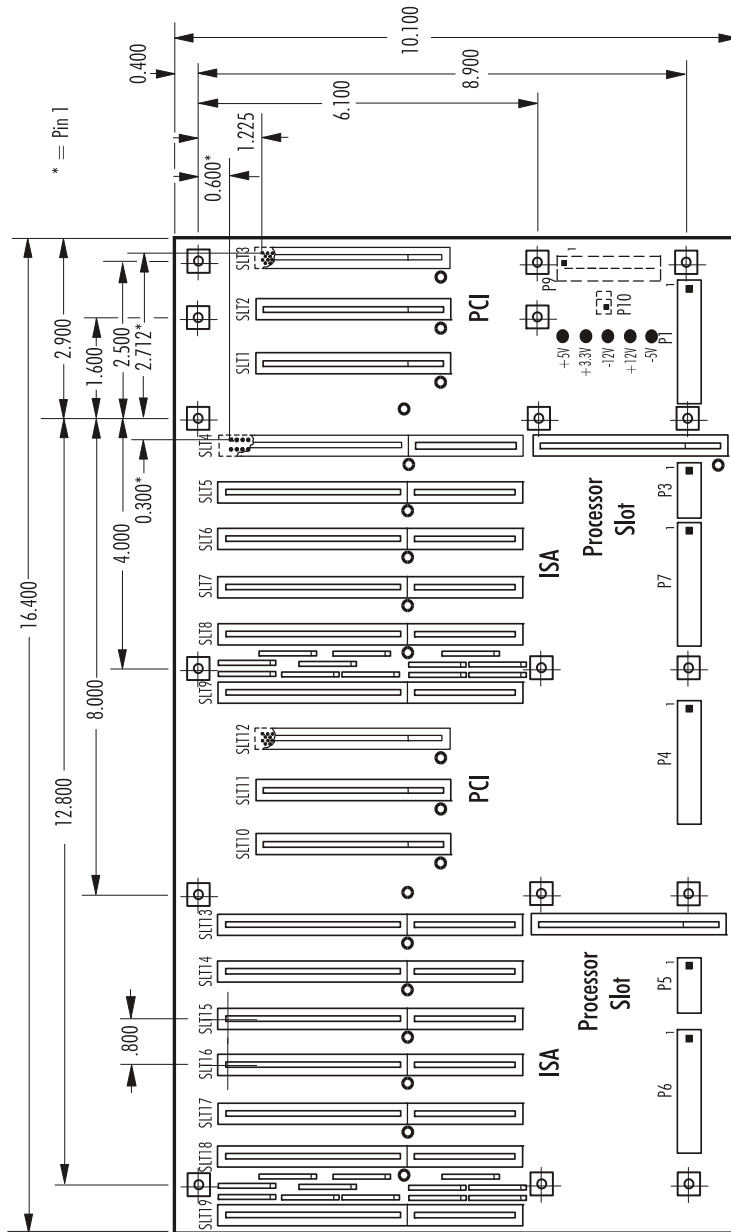 * = Pin 1
0.400
10.100
8.900
6.100
1.225
0.600*
16.400
2.900
2.500
2.712*
1.600
12.800
8.000
4.000
0.300*
.800
SLT3
SLT2
SLT1
PCI
P9
1
P10
+5V
+3.3V
-12V
+12V
-5V
P1
1
SLT4
SLT5
SLT6
SLT7
SLT8
SLT9
ISA
Processor
Slot
P3
1
P7
1
SLT12
SLT11
SLT10
PCI
P4
1
SLT13
SLT14
SLT15
SLT16
SLT17
SLT18
SLT19
ISA
Processor
Slot
P5
1
P6
1